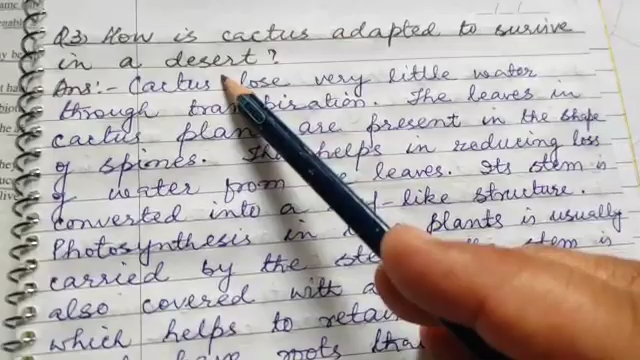 Q3. How is cactus adapted to survive
in a desert?
Ans:- Cactus lose very little water
through transpiration. The leaves in
cactus plant are present in the shape
of spines. This helps in reducing loss
of water from leaves. Its stem is
converted into a like structure.
Photosynthesis in plants is usually
carried by the stem is
also covered with a
which helps to retain
have roots